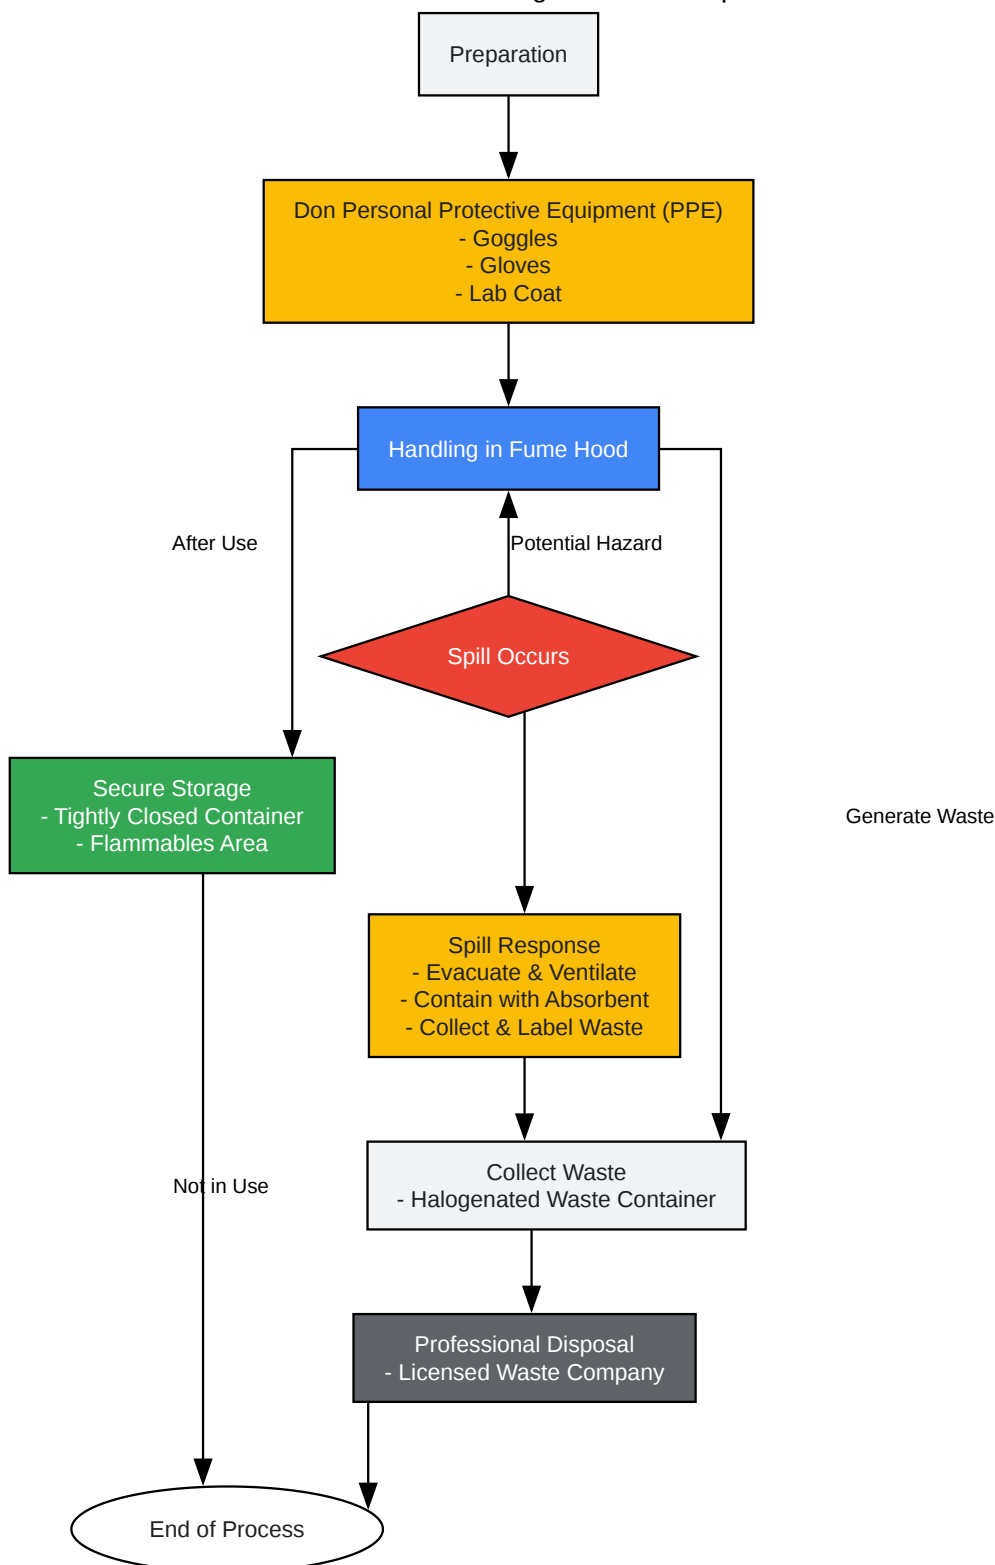 Preparation
Don Personal Protective Equipment (PPE)
- Goggles
- Gloves
- Lab Coat
Handling in Fume Hood
After Use
Potential Hazard
Spill Occurs
Secure Storage
- Tightly Closed Container
- Flammables Area
Generate Waste
Spill Response
- Evacuate & Ventilate
- Contain with Absorbent
- Collect & Label Waste
Collect Waste
- Halogenated Waste Container
Not in Use
Professional Disposal
- Licensed Waste Company
End of Process